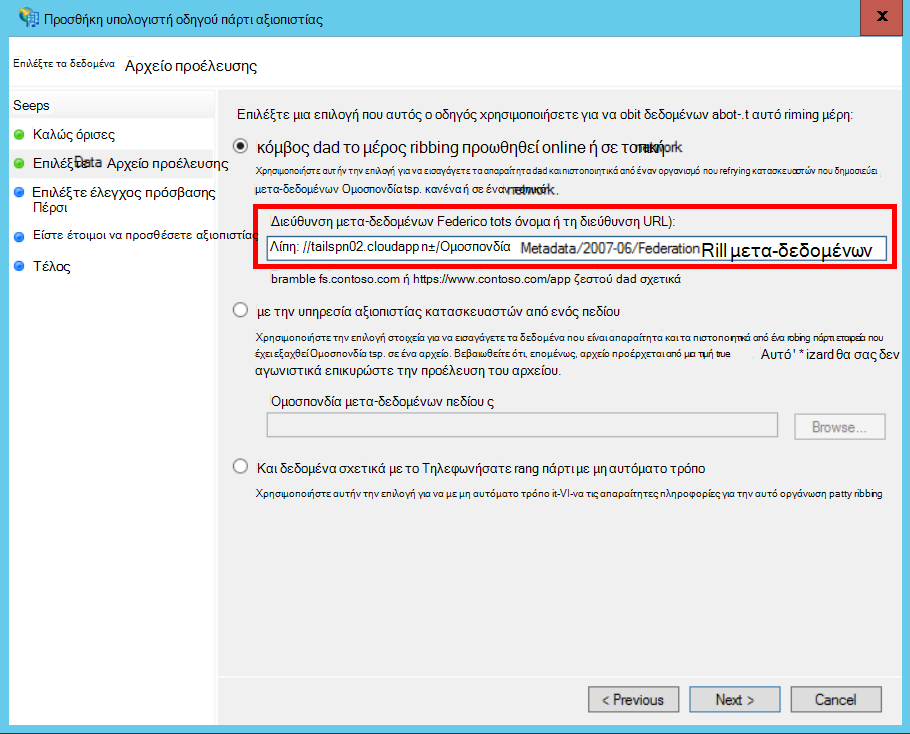 Προσθήκη υπολογιστή οδηγού πάρτι αξιοπιστίας
x
Επιλέξτε τα δεδομένα Αρχείο προέλευσης
Seeps
Καλώς όρισες
Επιλέξτε Data Αρχείο προέλευσης
Επιλέξτε έλεγχος πρόσβασης
Πέρσι
Είστε έτοιμοι να προσθέσετε αξιοπιστίας
Τέλος
Επιλέξτε μια επιλογή που αυτός ο οδηγός χρησιμοποιήσετε για να obit δεδομένων abot-.t αυτό riming μέρη:
κόμβος dad το μέρος ribbing προωθηθεί online ή σε τοπική network
Χρησιμοποιήσετε αυτήν την επιλογή για να εισαγάγετε τα απαραίτητα dad και πιστοποιητικά από έναν οργανισμό που refrying κατασκευαστών που δημοσιεύει
μετα-δεδομένων Ομοσπονδία tsp. κανένα ή σε έναν network.
Διεύθυνση μετα-δεδομένων Federico tots όνομα ή τη διεύθυνση URL):
Λίπη: //tailspn02.cloudapp n±/Ομοσπονδία Metadata/2007-06/Federation Rill μετα-δεδομένων
bramble fs.contoso.com ή https://www.contoso.com/app ζεστού dad σχετικά
με την υπηρεσία αξιοπιστίας κατασκευαστών από ενός πεδίου
Χρησιμοποιήστε την επιλογή στοιχεία για να εισαγάγετε τα δεδομένα που είναι απαραίτητα και τα πιστοποιητικά από ένα robing πάρτι εταιρεία που
έχει εξαχθεί Ομοσπονδία tsp. σε ένα αρχείο. Βεβαιωθείτε ότι, επομένως, αρχείο προέρχεται από μια τιμή true . Αυτό' * izard θα σας δεν
αγωνιστικά επικυρώστε την προέλευση του αρχείου.
Ομοσπονδία μετα-δεδομένων πεδίου ς
Browse...
Και δεδομένα σχετικά με το Τηλεφωνήσατε rang πάρτι με μη αυτόματο τρόπο
Χρησιμοποιήστε αυτήν την επιλογή για να με μη αυτόματο τρόπο it-VI-να τις απαραίτητες πληροφορίες για την αυτό οργάνωση patty ribbing
< Previous
Next >
Cancel